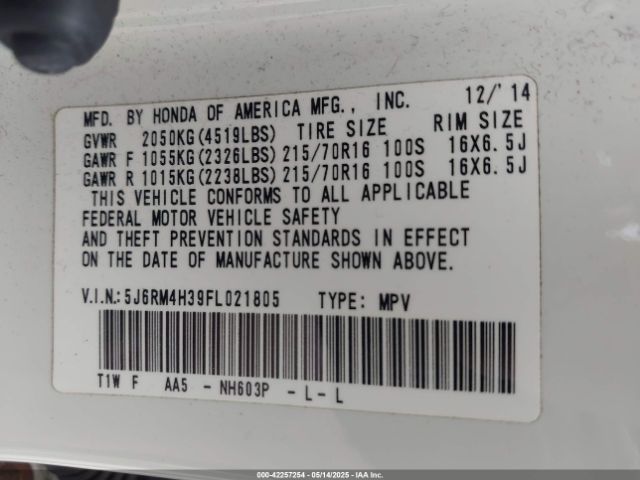 MFD. BY HONDA OF AMERICA MFG., INC. 12/'14
GVWR 2050KG(4519LBS) TIRE SIZE RIM SIZE
GAWR F 1055KG(2326LBS) 215/70R16 100S 16X6.5J
GAWR R 1015KG(2238LBS) 215/70R16 100S 16X6.5J
THIS VEHICLE CONFORMS TO ALL APPLICABLE
FEDERAL MOTOR VEHICLE SAFETY
AND THEFT PREVENTION STANDARDS IN EFFECT
ON THE DATE OF MANUFACTURE SHOWN ABOVE.
V.I.N.:5J6RM4H39FL021805 TYPE: MPV
T1W F AA5 - NH603P - L - L
00-42257254 - 05/14/2025 - IAA Inc. - Copyright